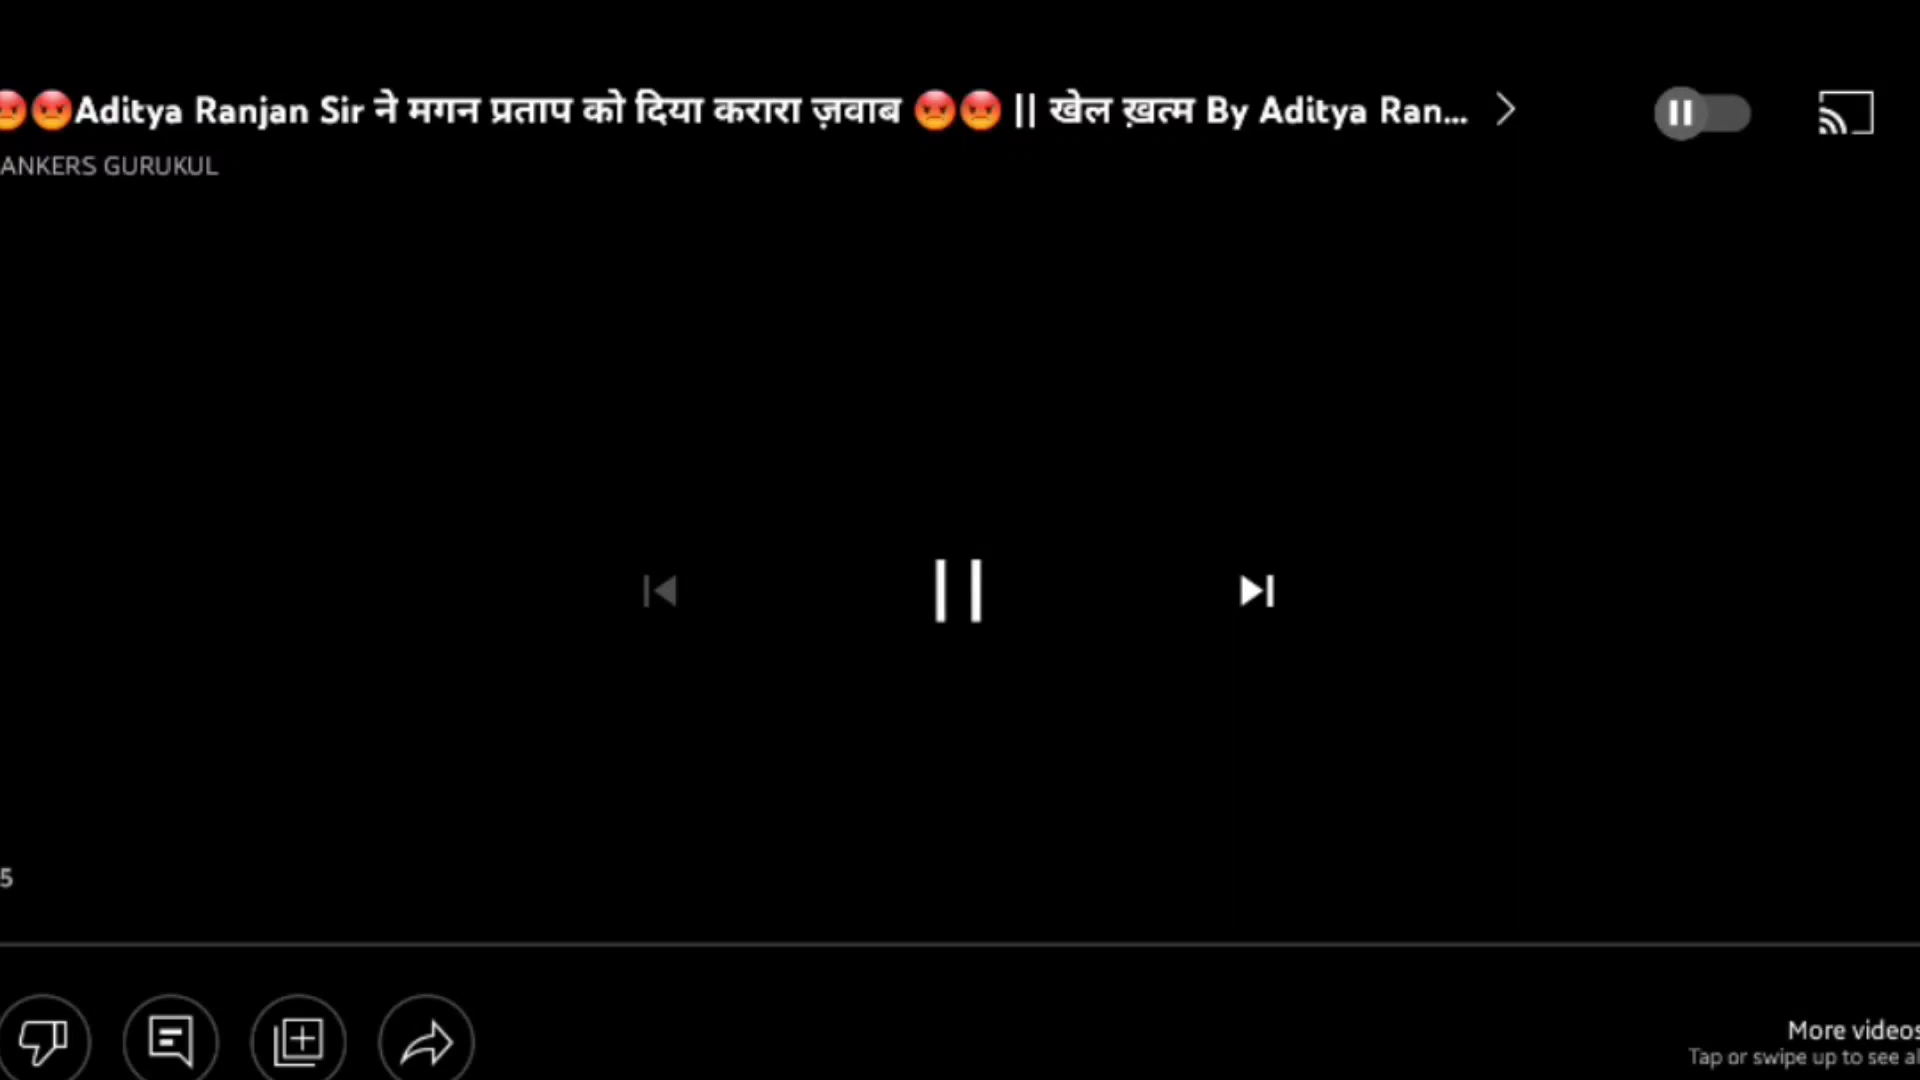 😡😡Aditya Ranjan Sir ने मगन प्रताप को दिया करारा ज़वाब 😡😡 || खेल ख़त्म By Aditya Ran...
ANKERS GURUKUL
5
More videos
Tap or swipe up to see al